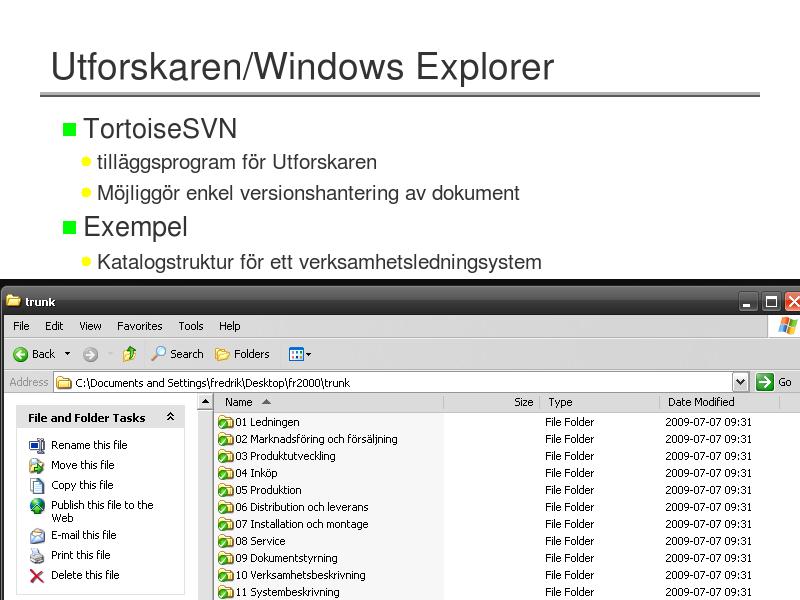 Utforskaren/Windows Explorer
TortoiseSVN
tilläggsprogram för Utforskaren
Möjliggör enkel versionshantering av dokument
Exempel
Katalogstruktur för ett verksamhetsledningsystem
trunk
File Edit View Favorites Tools Help
Back Search Folders
Address C:\Documents and Settings\fredrik\Desktop\fr2000\trunk Go
File and Folder Tasks
Rename this file
Move this file
Copy this file
Publish this file to the
Web
E-mail this file
Print this file
Delete this file
Name Size Type Date Modified
01 Ledningen File Folder 2009-07-07 09:31
02 Marknadsföring och försäljning File Folder 2009-07-07 09:31
03 Produktutveckling File Folder 2009-07-07 09:31
04 Inköp File Folder 2009-07-07 09:31
05 Produktion File Folder 2009-07-07 09:31
06 Distribution och leverans File Folder 2009-07-07 09:31
07 Installation och montage File Folder 2009-07-07 09:31
08 Service File Folder 2009-07-07 09:31
09 Dokumentstyrning File Folder 2009-07-07 09:31
10 Verksamhetsbeskrivning File Folder 2009-07-07 09:31
11 Systembeskrivning File Folder 2009-07-07 09:31